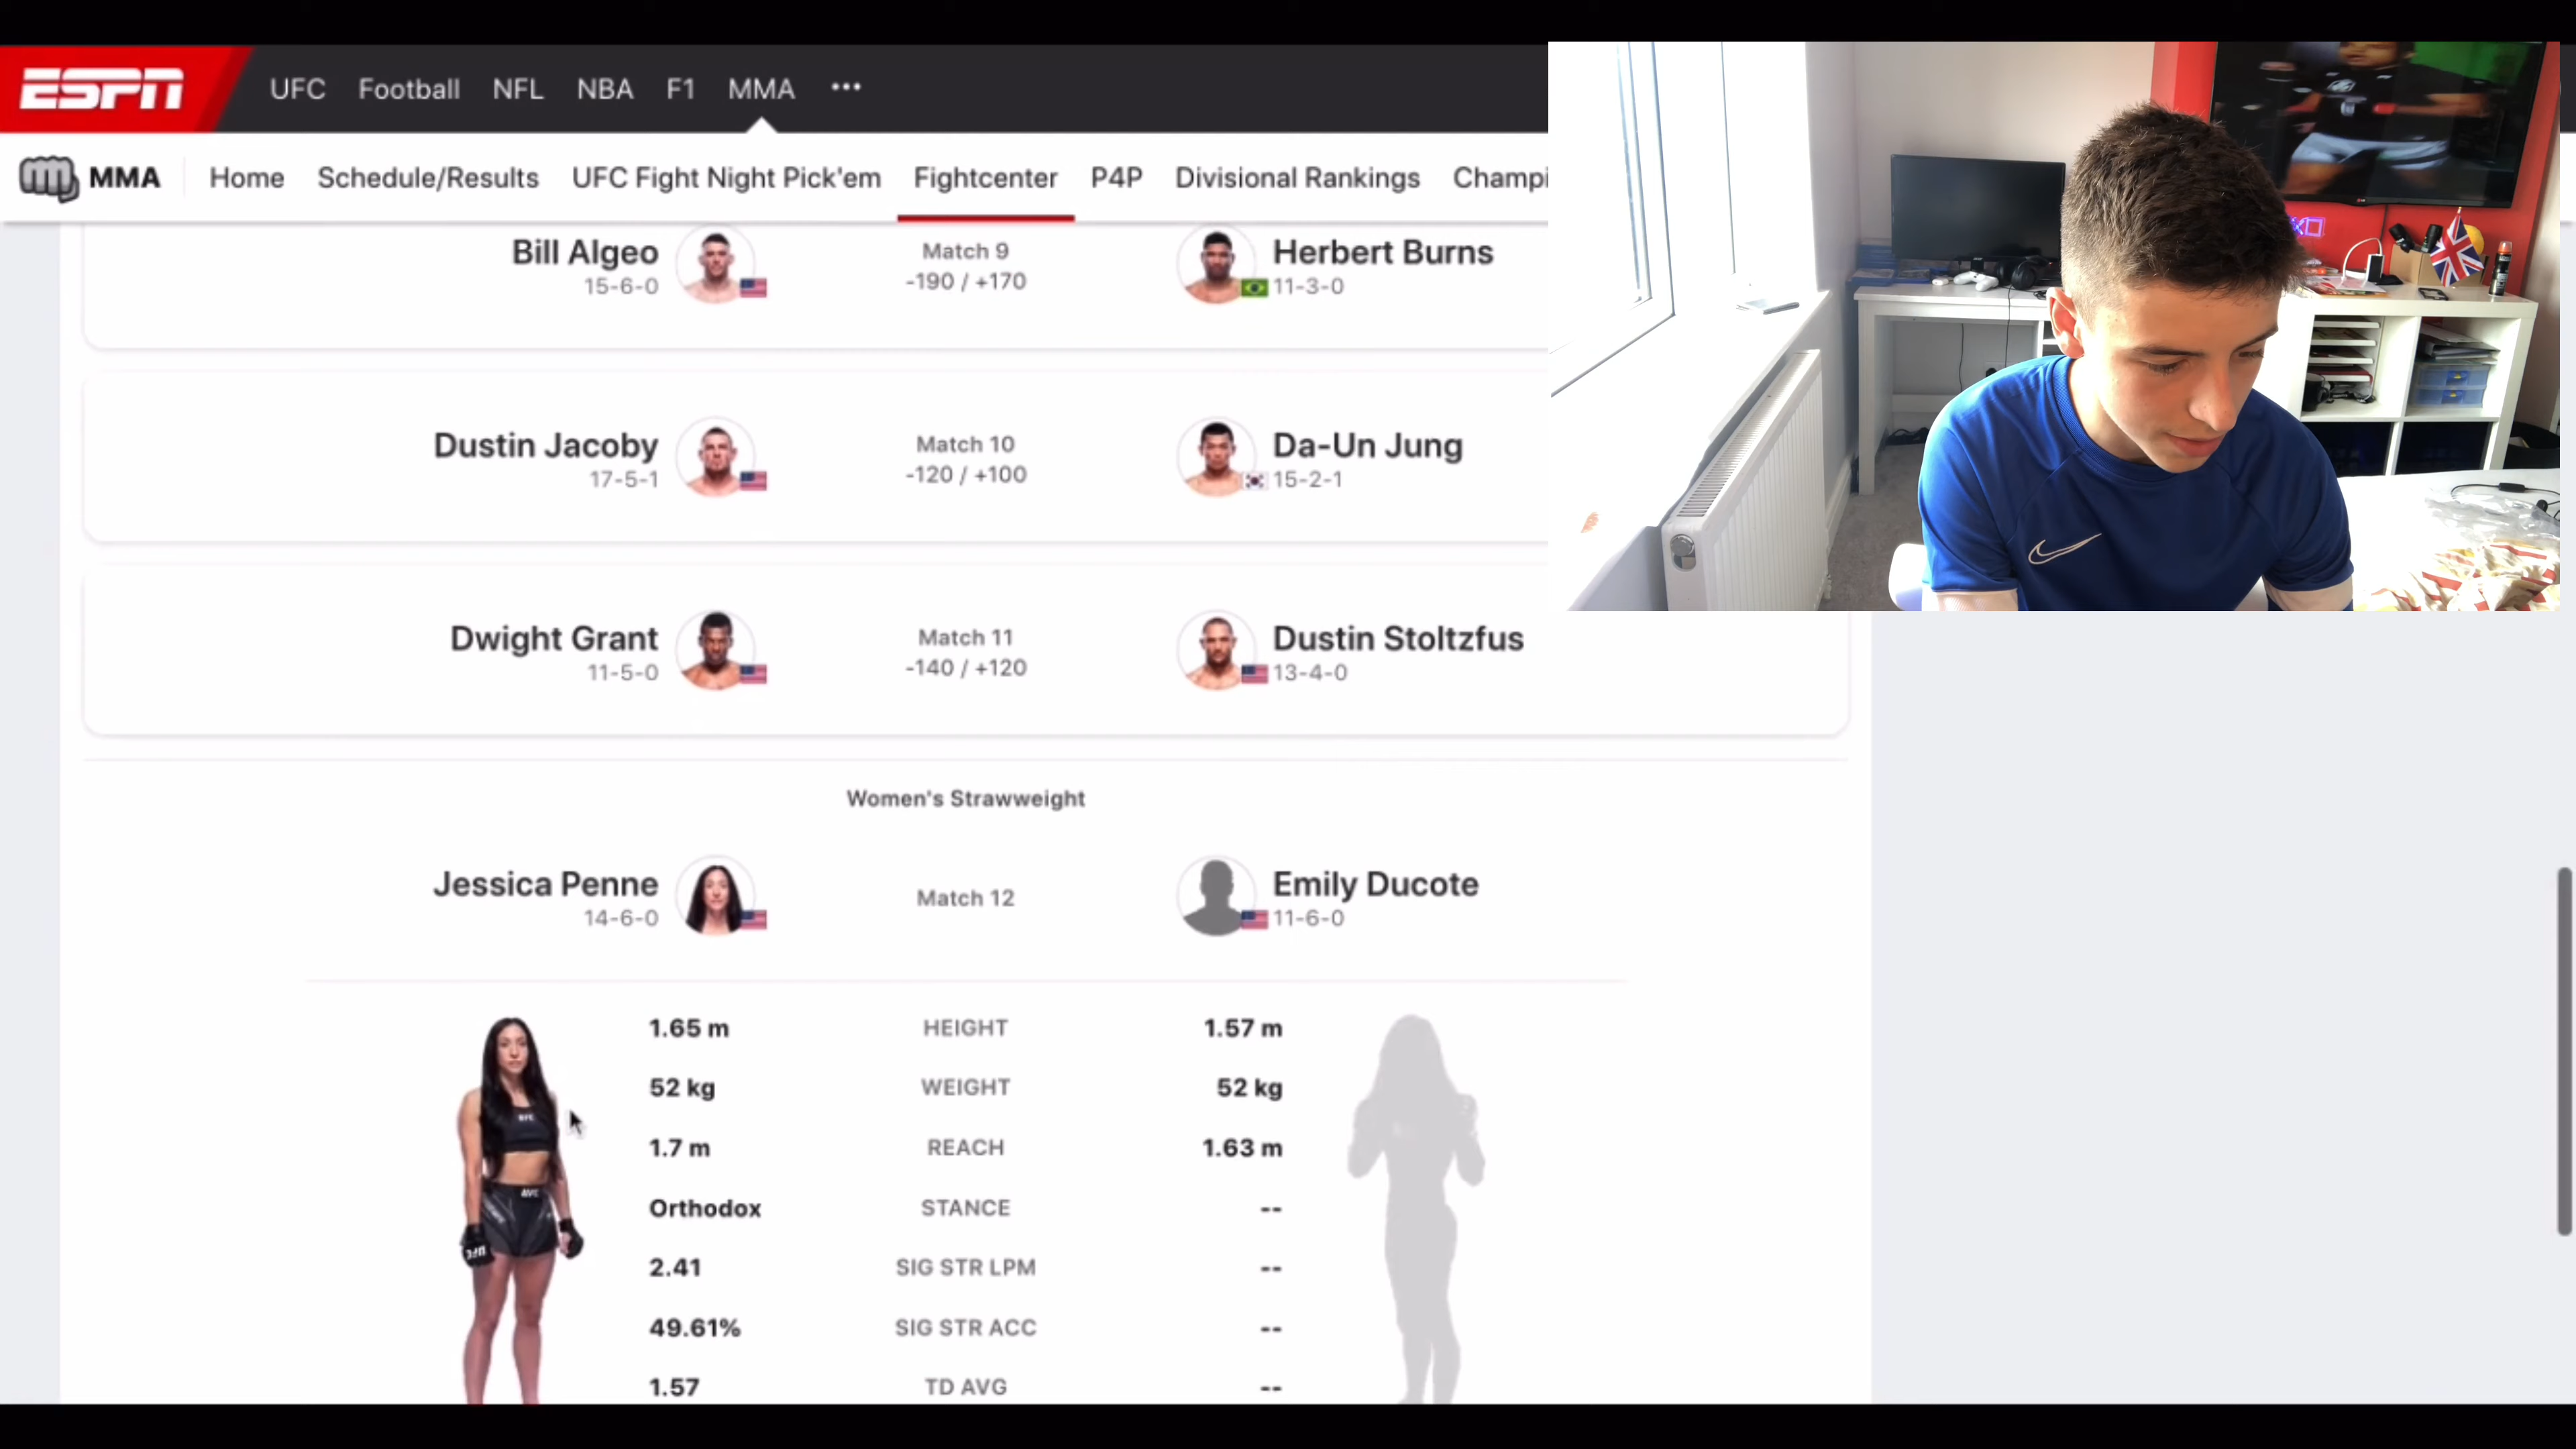 ESPN UFC Football NFL NBA F1 MMA •••
MMA Home Schedule/Results UFC Fight Night Pick'em Fightcenter P4P Divisional Rankings Champi
Bill Algeo Match 9 Herbert Burns
15-6-0 -190 / +170 11-3-0
Dustin Jacoby Match 10 Da-Un Jung
17-5-1 -120 / +100 15-2-1
Dwight Grant Match 11 Dustin Stoltzfus
11-5-0 -140 / +120 13-4-0
Women's Strawweight
Jessica Penne Match 12 Emily Ducote
14-6-0 11-6-0
1.65 m HEIGHT 1.57 m
52 kg WEIGHT 52 kg
1.7 m REACH 1.63 m
Orthodox STANCE --
2.41 SIG STR LPM --
49.61% SIG STR ACC --
1.57 TD AVG --
UFC